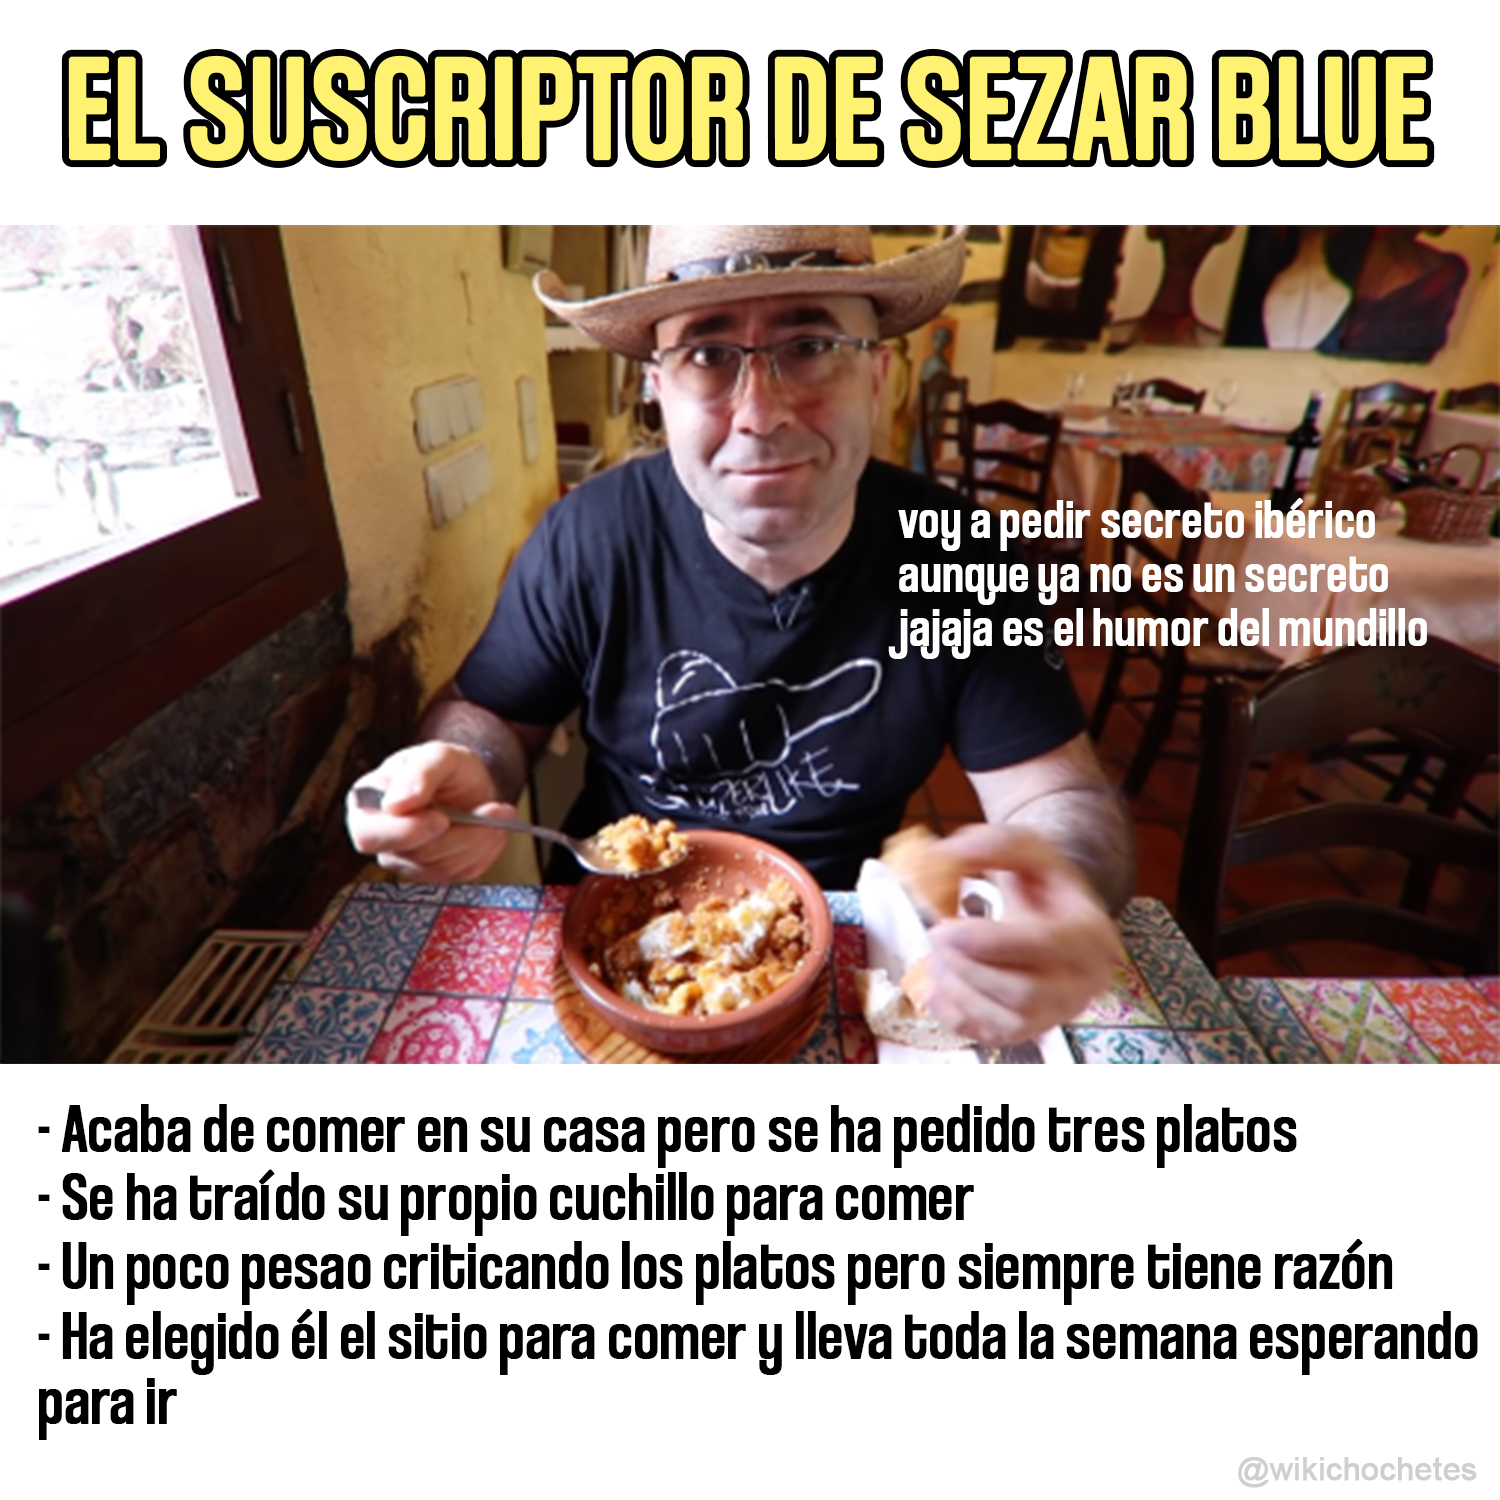 EL SUSCRIPTOR DE SEZAR BLUE
voy a pedir secreto ibérico
aunque ya no es un secreto
jajaja es el humor del mundillo
SUPERLIKE
- Acaba de comer en su casa pero se ha pedido tres platos
- Se ha traído su propio cuchillo para comer
- Un poco pesao criticando los platos pero siempre tiene razón
- Ha elegido él el sitio para comer y lleva toda la semana esperando
para ir
@wikichochetes